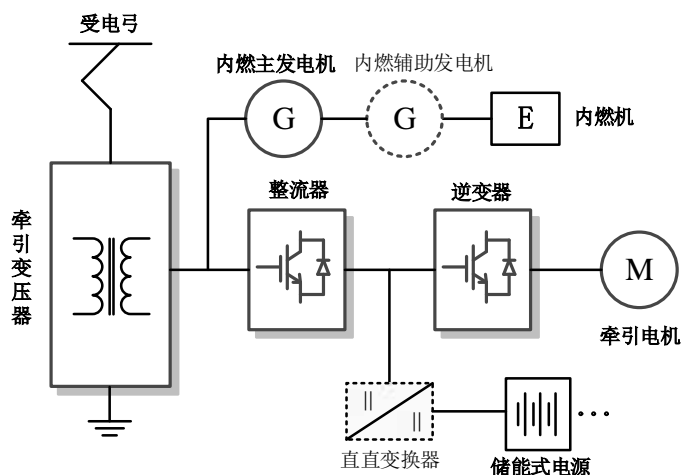 受电弓
内燃主发电机
内燃辅助发电机
G
G
E
内燃机
牵引变压器
整流器
逆变器
M
牵引电机
直直变换器
储能式电源
···